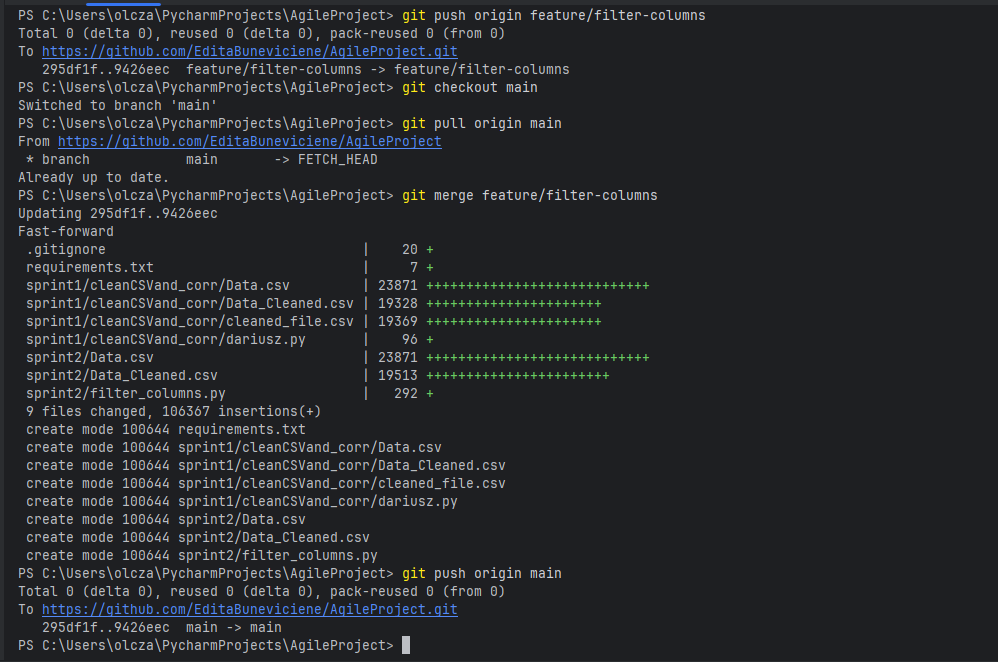 PS C:\Users\olcza\PycharmProjects\AgileProject> git push origin feature/filter-columns
Total 0 (delta 0), reused 0 (delta 0), pack-reused 0 (from 0)
To https://github.com/EditaBuneviciene/AgileProject.git
   295df1f..9426eec  feature/filter-columns -> feature/filter-columns
PS C:\Users\olcza\PycharmProjects\AgileProject> git checkout main
Switched to branch 'main'
PS C:\Users\olcza\PycharmProjects\AgileProject> git pull origin main
From https://github.com/EditaBuneviciene/AgileProject
 * branch            main       -> FETCH_HEAD
Already up to date.
PS C:\Users\olcza\PycharmProjects\AgileProject> git merge feature/filter-columns
Updating 295df1f..9426eec
Fast-forward
 .gitignore                                |    20 +
 requirements.txt                          |     7 +
 sprint1/cleanCSVand_corr/Data.csv         | 23871 ++++++++++++++++++++++++++++
 sprint1/cleanCSVand_corr/Data_Cleaned.csv | 19328 ++++++++++++++++++++++
 sprint1/cleanCSVand_corr/cleaned_file.csv | 19369 ++++++++++++++++++++++
 sprint1/cleanCSVand_corr/dariusz.py       |    96 +
 sprint2/Data.csv                          | 23871 ++++++++++++++++++++++++++++
 sprint2/Data_Cleaned.csv                  | 19513 +++++++++++++++++++++++
 sprint2/filter_columns.py                 |   292 +
 9 files changed, 106367 insertions(+)
 create mode 100644 requirements.txt
 create mode 100644 sprint1/cleanCSVand_corr/Data.csv
 create mode 100644 sprint1/cleanCSVand_corr/Data_Cleaned.csv
 create mode 100644 sprint1/cleanCSVand_corr/cleaned_file.csv
 create mode 100644 sprint1/cleanCSVand_corr/dariusz.py
 create mode 100644 sprint2/Data.csv
 create mode 100644 sprint2/Data_Cleaned.csv
 create mode 100644 sprint2/filter_columns.py
PS C:\Users\olcza\PycharmProjects\AgileProject> git push origin main
Total 0 (delta 0), reused 0 (delta 0), pack-reused 0 (from 0)
To https://github.com/EditaBuneviciene/AgileProject.git
   295df1f..9426eec  main -> main
PS C:\Users\olcza\PycharmProjects\AgileProject>